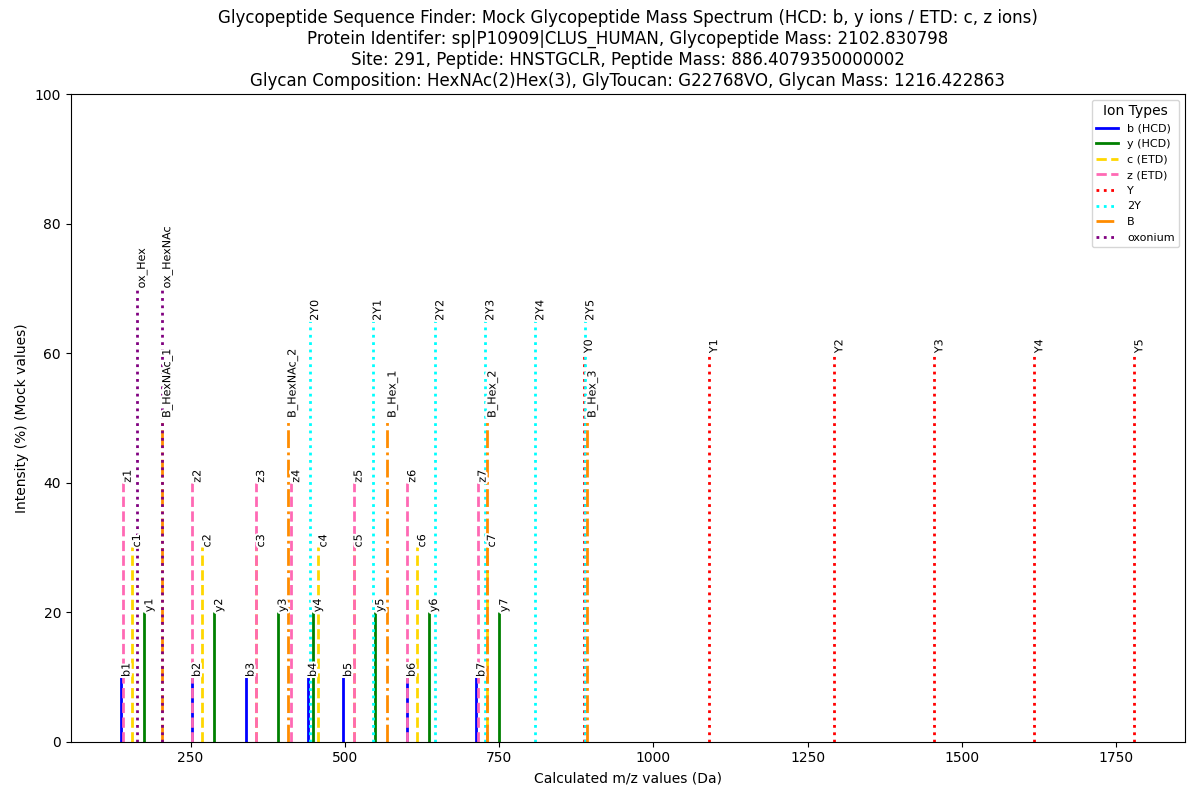 Glycopeptide Sequence Finder: Mock Glycopeptide Mass Spectrum (HCD: b, y ions / ETD: c, z ions)
Protein Identifer: sp|P10909|CLUS_HUMAN, Glycopeptide Mass: 2102.830798
Site: 291, Peptide: HNSTGCLR, Peptide Mass: 886.4079350000002
Glycan Composition: HexNAc(2)Hex(3), GlyToucan: G22768VO, Glycan Mass: 1216.422863
100
80
60
40
20
0
Intensity (%) (Mock values)
Ion Types
b (HCD)
y (HCD)
c (ETD)
z (ETD)
Y
2Y
B
oxonium
ox_Hex
ox_HexNAc
2Y0
2Y1
2Y2
2Y3
2Y4
2Y5
B_HexNAc_1
B_HexNAc_2
B_Hex_1
B_Hex_2
B_Hex_3
Y0
Y1
Y2
Y3
Y4
Y5
z1
z2
z3
z4
z5
z6
z7
c1
c2
c3
c4
c5
c6
c7
y1
y2
y3
y4
y5
y6
y7
b1
b2
b3
b4
b5
b6
b7
250
500
750
1000
1250
1500
1750
Calculated m/z values (Da)